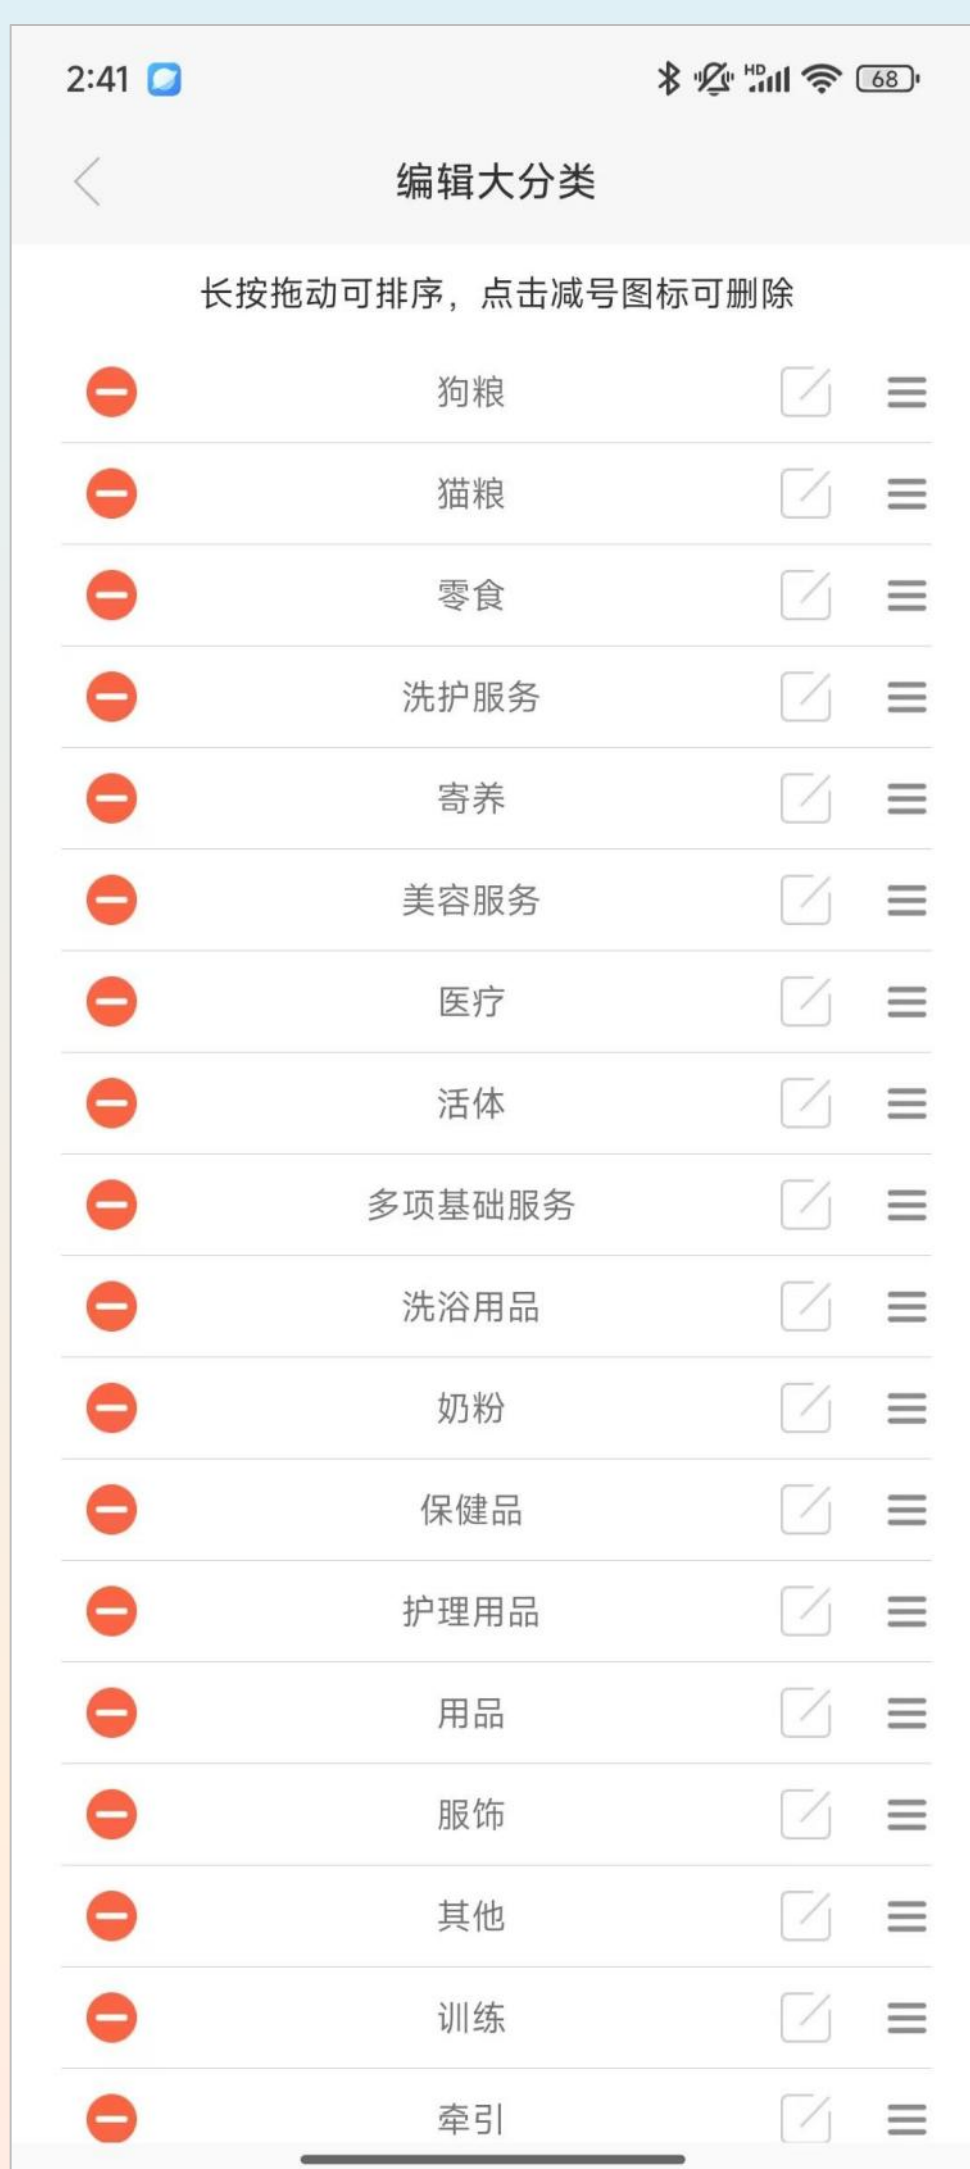 2:41
HD
68
编辑大分类
长按拖动可排序，点击减号图标可删除
狗粮
猫粮
零食
洗护服务
寄养
美容服务
医疗
活体
多项基础服务
洗浴用品
奶粉
保健品
护理用品
用品
服饰
其他
训练
牵引